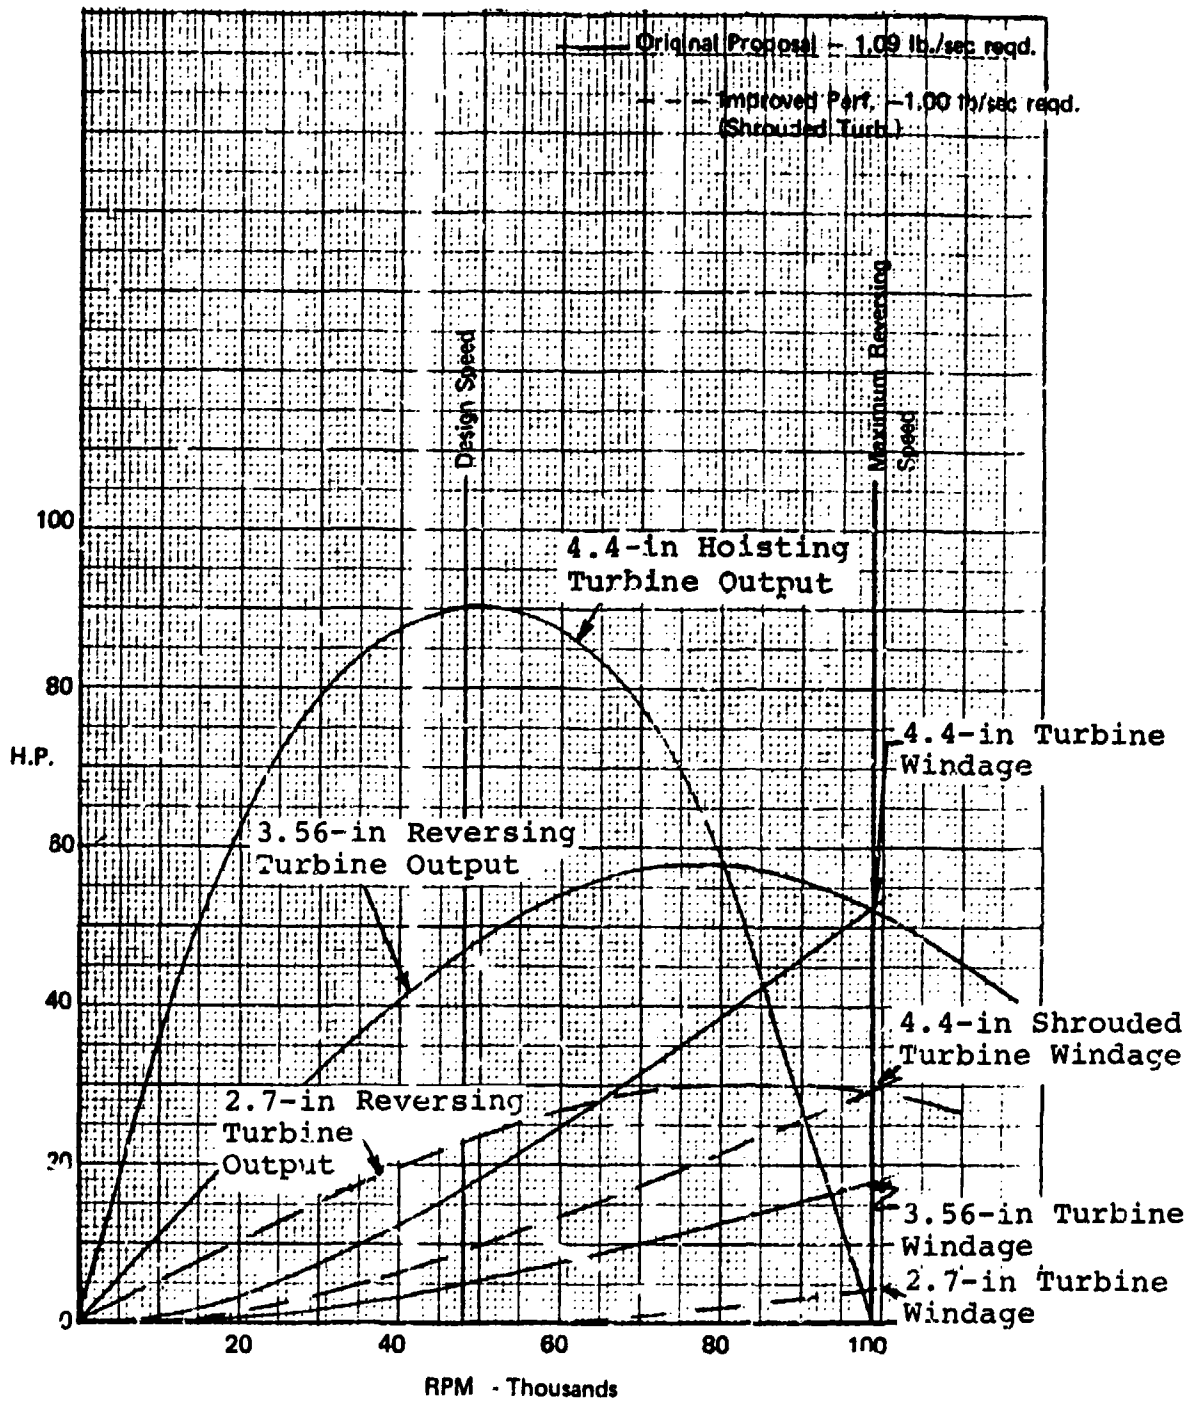 Original Proposal - 1.09 lb./sec reqd.
Improved Perf, -1.00 lb/sec reqd.
(Shrouded Turb.)
Design Speed
Maximum Reversing
Speed
100
4.4-in Hoisting
Turbine Output
80
H.P.
4.4-in Turbine
Windage
60
3.56-in Reversing
Turbine Output
40
4.4-in Shrouded
Turbine Windage
2.7-in Reversing
Turbine
Output
20
3.56-in Turbine
Windage
2.7-in Turbine
Windage
0
20 40 60 80 100
RPM - Thousands